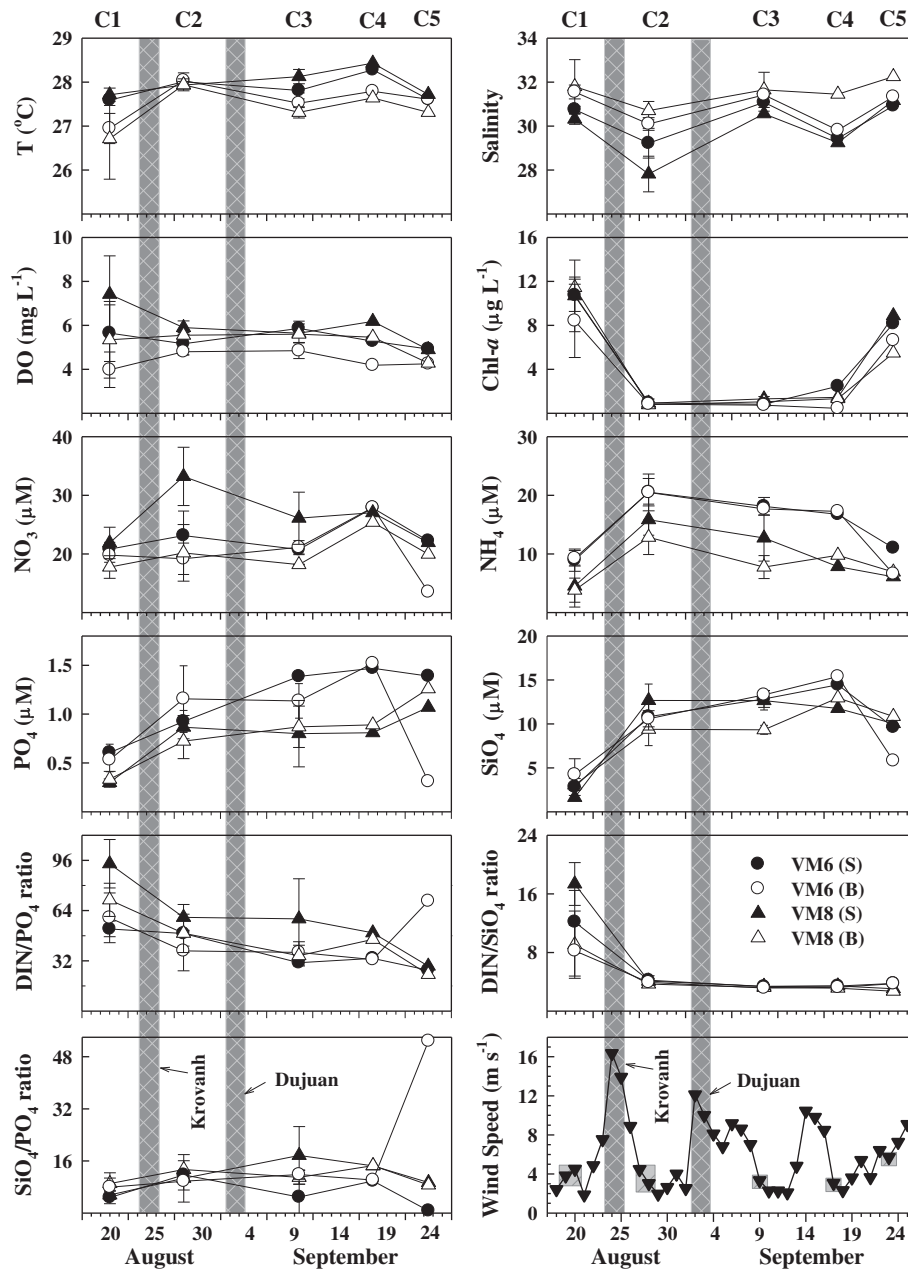 C1 C2 C3 C4 C5
C1 C2 C3 C4 C5
T (°C)
29
28
27
26
Salinity
34
32
30
28
DO (mg L⁻¹)
10
8
6
4
Chl-a (µg L⁻¹)
16
12
8
4
NO₃ (µM)
40
30
20
NH₄ (µM)
30
20
10
PO₄ (µM)
1.5
1.0
0.5
SiO₄ (µM)
20
15
10
5
DIN/PO₄ ratio
96
64
32
DIN/SiO₄ ratio
24
16
8
VM6 (S)
VM6 (B)
VM8 (S)
VM8 (B)
SiO₄/PO₄ ratio
48
32
16
Krovanh
Dujuan
20 25 30 4 9 14 19 24
August September
Wind Speed (m s⁻¹)
16
12
8
4
0
Krovanh
Dujuan
20 25 30 4 9 14 19 24
August September